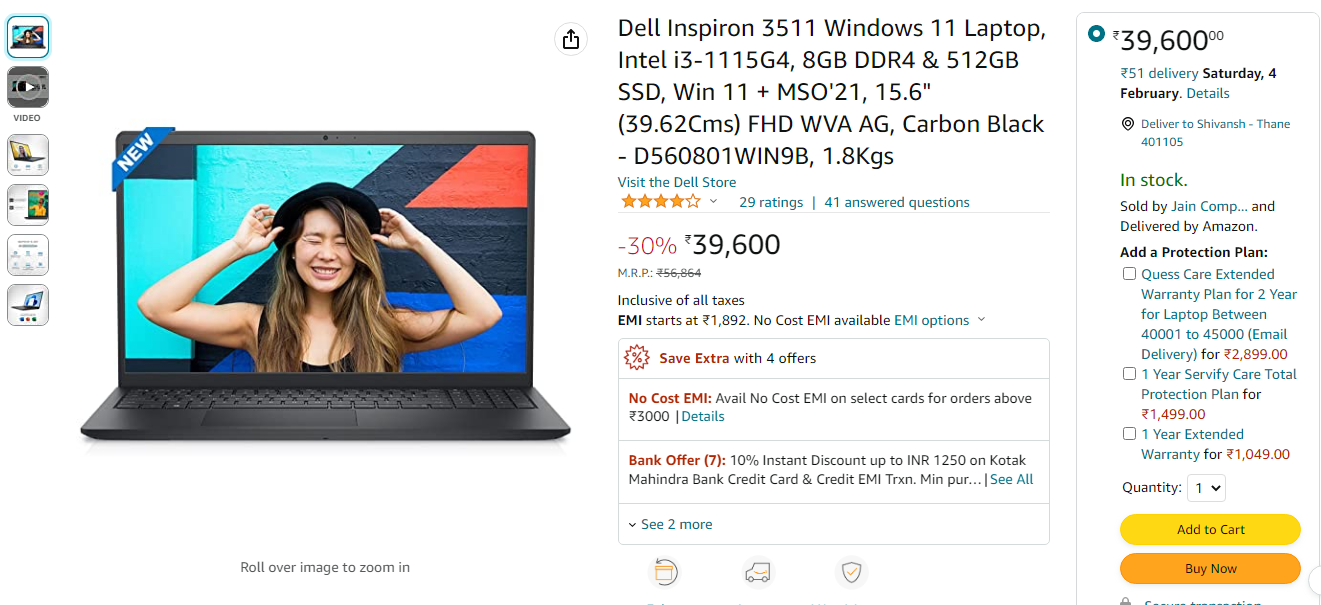 VIDEO
NEW
Roll over image to zoom in
Dell Inspiron 3511 Windows 11 Laptop,
Intel i3-1115G4, 8GB DDR4 & 512GB
SSD, Win 11 + MSO'21, 15.6"
(39.62Cms) FHD WVA AG, Carbon Black
- D560801WIN9B, 1.8Kgs
Visit the Dell Store
29 ratings | 41 answered questions
-30% ₹39,600
M.R.P.: ₹56,864
Inclusive of all taxes
EMI starts at ₹1,892. No Cost EMI available EMI options
Save Extra with 4 offers
No Cost EMI: Avail No Cost EMI on select cards for orders above
₹3000 | Details
Bank Offer (7): 10% Instant Discount up to INR 1250 on Kotak
Mahindra Bank Credit Card & Credit EMI Trxn. Min pur... | See All
See 2 more
₹39,60000
₹51 delivery Saturday, 4
February. Details
Deliver to Shivansh - Thane
401105
In stock.
Sold by Jain Comp... and
Delivered by Amazon.
Add a Protection Plan:
Quess Care Extended
Warranty Plan for 2 Year
for Laptop Between
40001 to 45000 (Email
Delivery) for ₹2,899.00
1 Year Servify Care Total
Protection Plan for
₹1,499.00
1 Year Extended
Warranty for ₹1,049.00
Quantity: 1
Add to Cart
Buy Now
Secure transaction